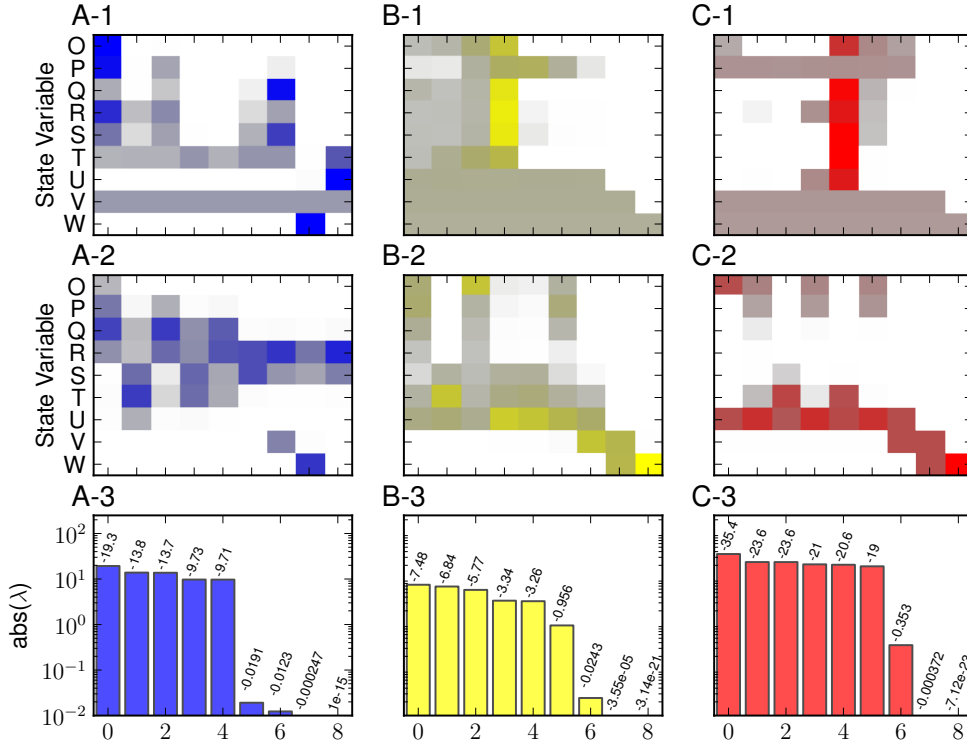 A-1 B-1 C-1
State Variable
O
P
Q
R
S
T
U
V
W
A-2 B-2 C-2
State Variable
O
P
Q
R
S
T
U
V
W
A-3 B-3 C-3
abs(λ)
10²
10¹
10⁰
10⁻¹
10⁻²
-19.3 -13.8 -13.7 -9.73 -9.71 -0.0191 -0.0123 -0.000247 1e-15
-7.48 -6.84 -5.77 -3.34 -3.26 -0.956 -0.0243 -3.55e-05 -3.14e-21
-35.4 -23.6 -23.6 -21 -20.6 -19 -0.353 -0.000372
0 2 4 6 8 0 2 4 6 8 0 2 4 6 8